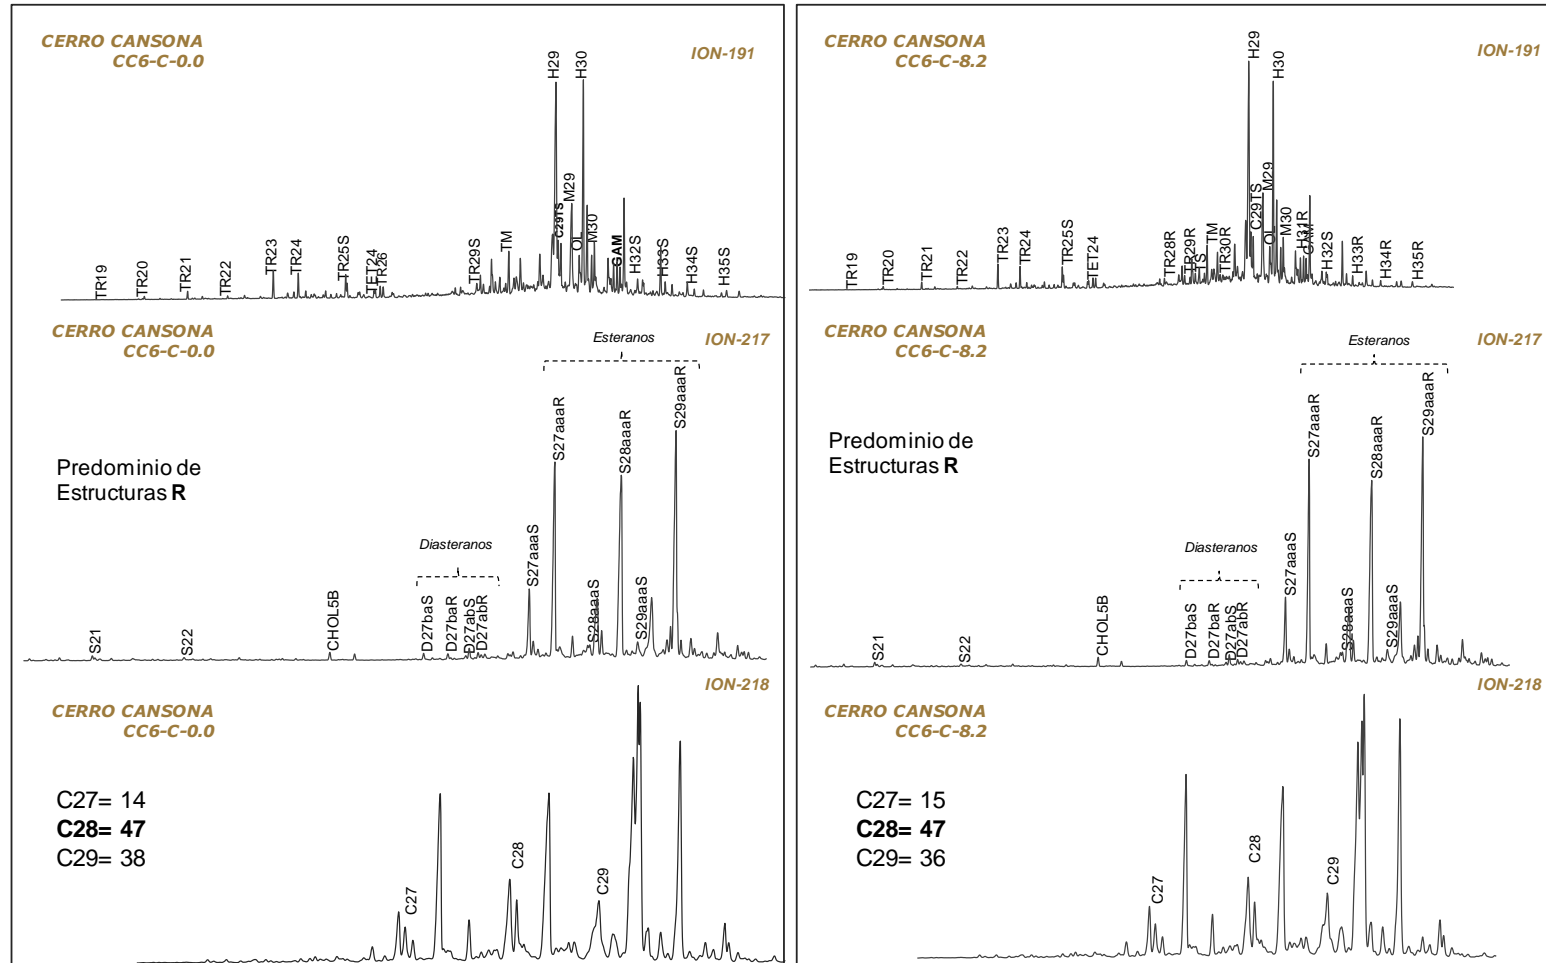 CERRO CANSONA
CC6-C-0.0
ION-191
TR19
TR20
TR21
TR22
TR23
TR24
TR25S
TET24
TR26
TR29S
TM
H29
C29TS
M29
OL
H30
M30
GAM
H32S
H33S
H34S
H35S
CERRO CANSONA
CC6-C-0.0
ION-217
Esteranos
Predominio de
Estructuras R
Diasteranos
S21
S22
CHOL5B
D27baS
D27baR
D27abS
D27abR
S27aaaS
S27aaaR
S28aaaS
S28aaaR
S29aaaS
S29aaaR
ION-218
CERRO CANSONA
CC6-C-0.0
C27= 14
C28= 47
C29= 38
C27
C28
C29
CERRO CANSONA
CC6-C-8.2
ION-191
TR19
TR20
TR21
TR22
TR23
TR24
TR25S
TET24
TR28R
TR29R
TS
TM
TR30R
H29
C29TS
M29
OL
H30
M30
H31R
GAM
H32S
H33R
H34R
H35R
CERRO CANSONA
CC6-C-8.2
ION-217
Esteranos
Predominio de
Estructuras R
Diasteranos
S21
S22
CHOL5B
D27baS
D27baR
D27abS
D27abR
S27aaaS
S27aaaR
S28aaaS
S28aaaR
S29aaaS
S29aaaR
ION-218
CERRO CANSONA
CC6-C-8.2
C27= 15
C28= 47
C29= 36
C27
C28
C29